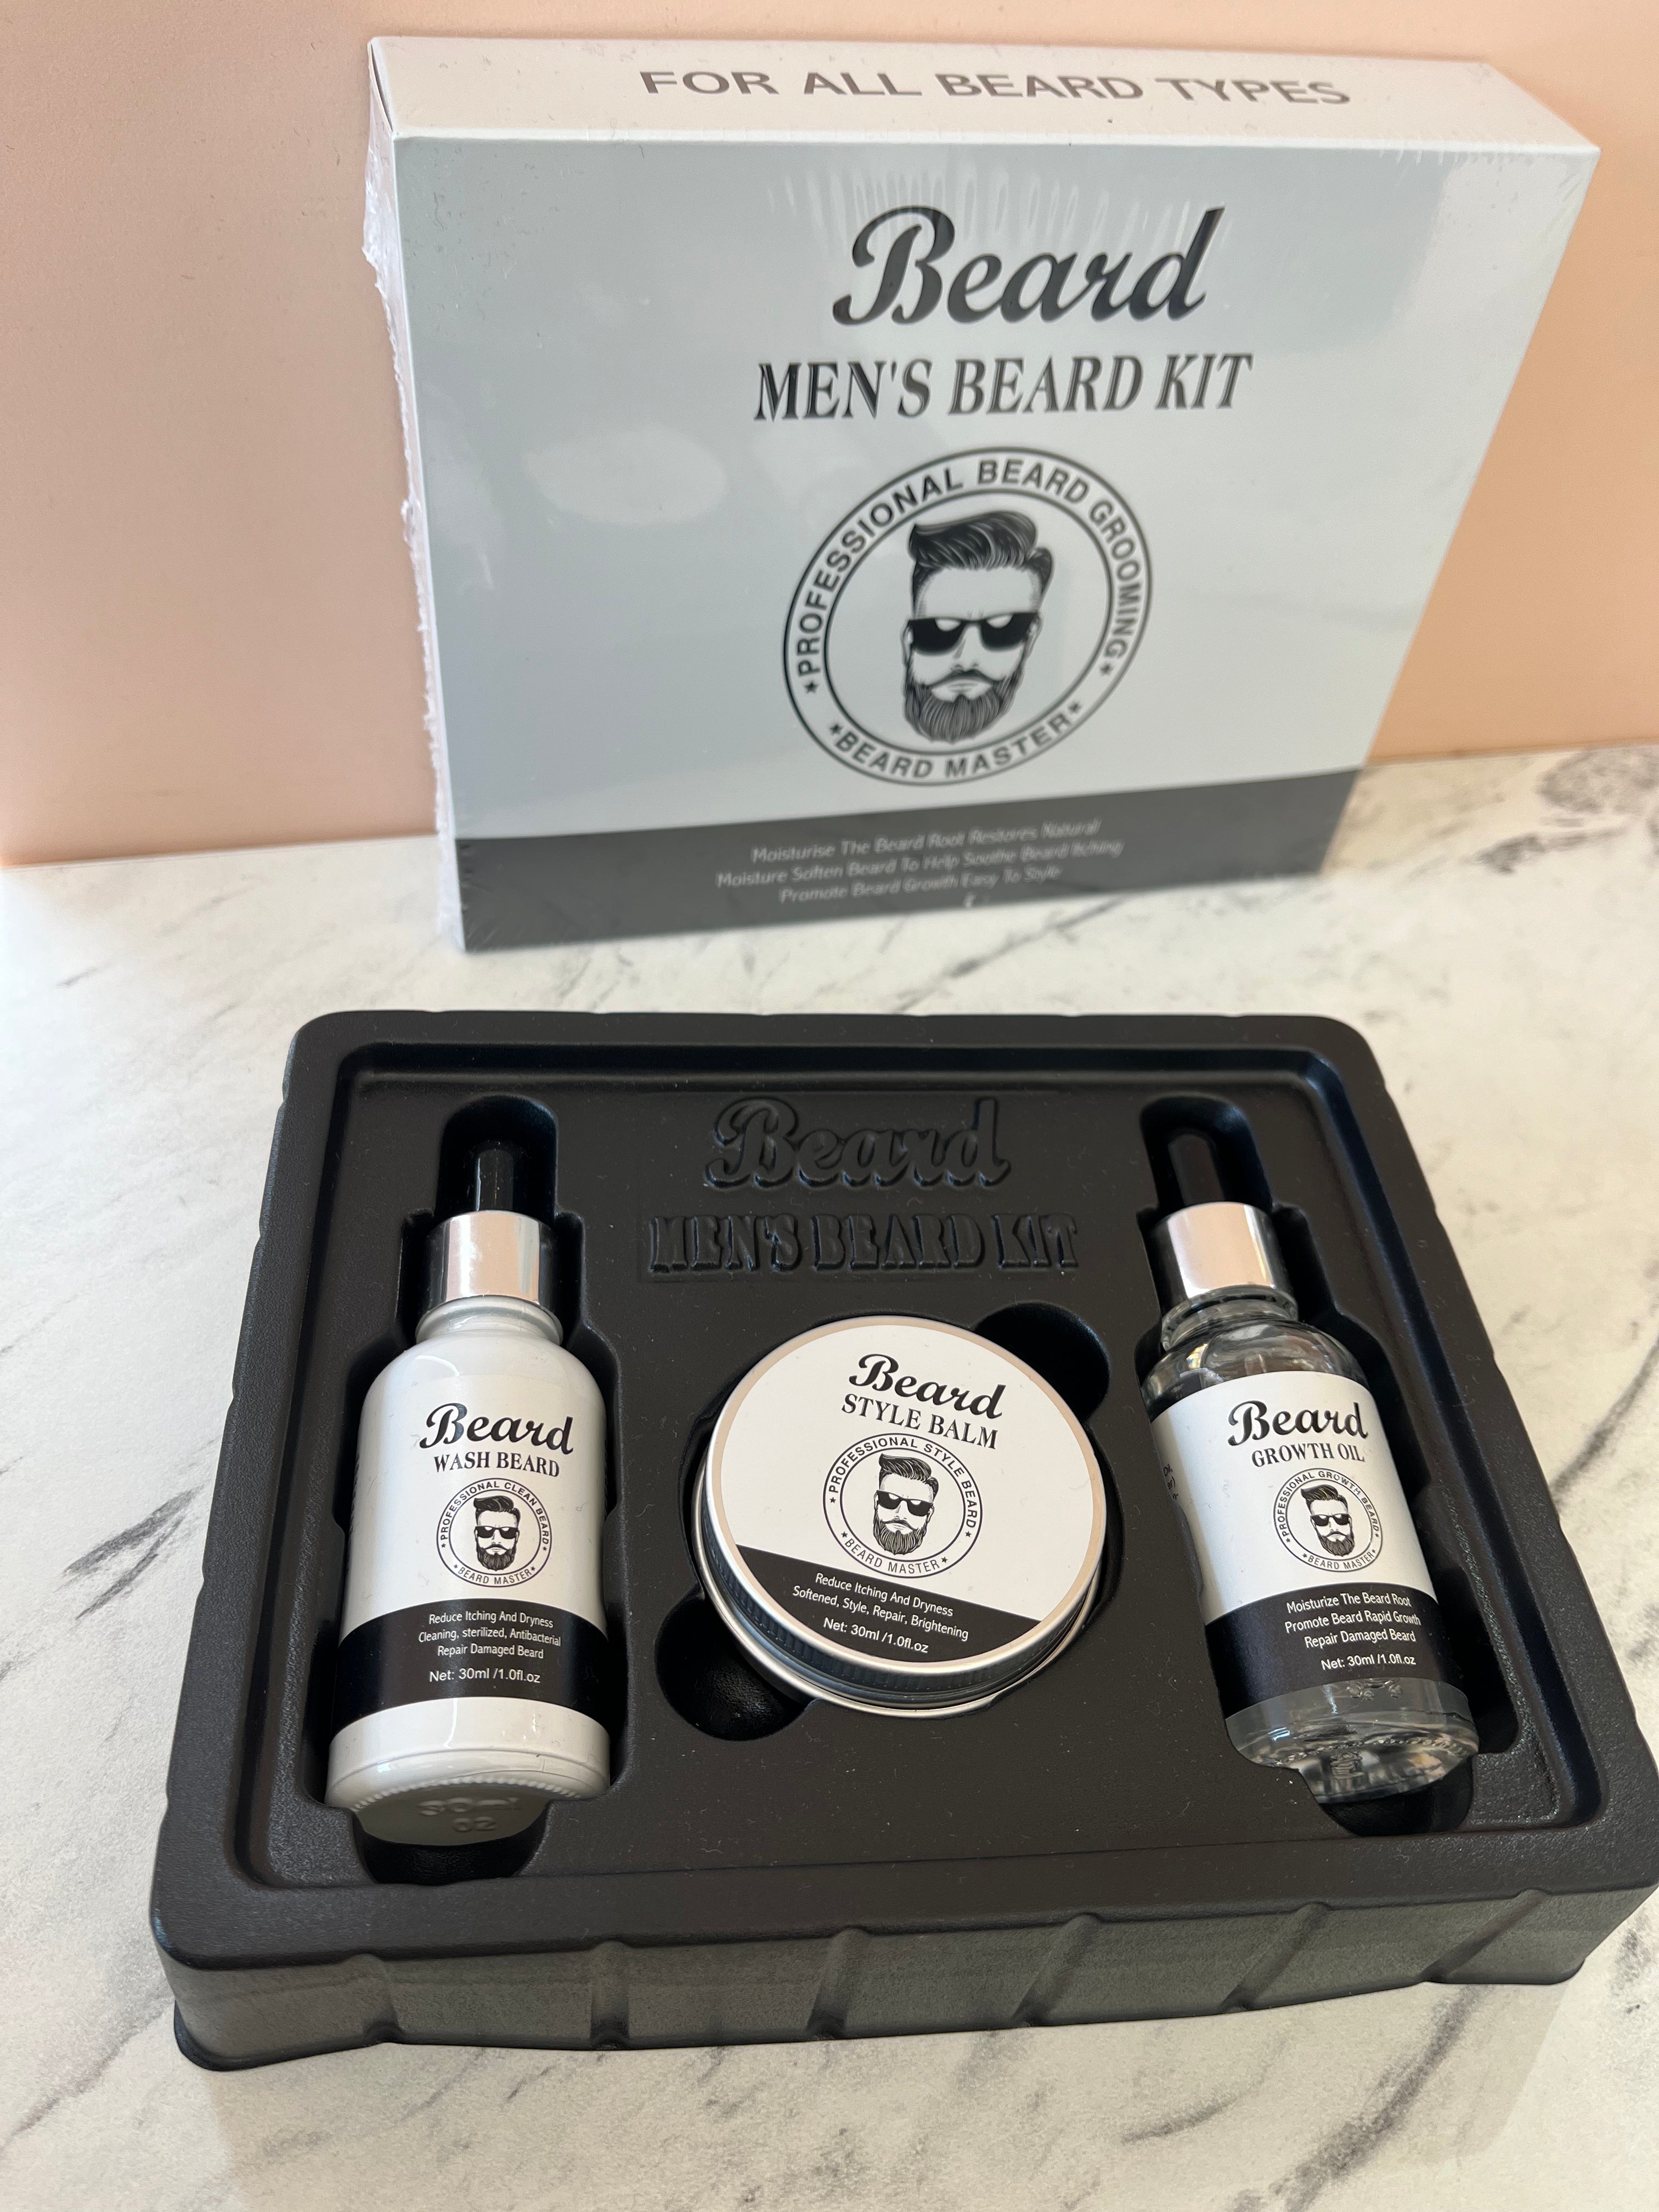 FOR ALL BEARD TYPES
Beard
MEN'S BEARD KIT
PROFESSIONAL BEARD GROOMING
BEARD MASTER
Moisturise The Beard Root Restores Natural
Moisture Soften Beard To Help Soothe Beard Itching
Promote Beard Growth Easy To Style
Beard
MEN'S BEARD KIT
Beard
WASH BEARD
PROFESSIONAL CLEAN BEARD
BEARD MASTER
Reduce Itching And Dryness
Cleaning, sterilized, Antibacterial
Repair Damaged Beard
Net: 30ml /1.0fl.oz
02
Beard
STYLE BALM
PROFESSIONAL STYLE BEARD
BEARD MASTER
Reduce Itching And Dryness
Softened, Style, Repair, Brightening
Net: 30ml /1.0fl.oz
Beard
GROWTH OIL
PROFESSIONAL GROWTH BEARD
BEARD MASTER
Moisturize The Beard Root
Promote Beard Rapid Growth
Repair Damaged Beard
Net: 30ml /1.0fl.oz